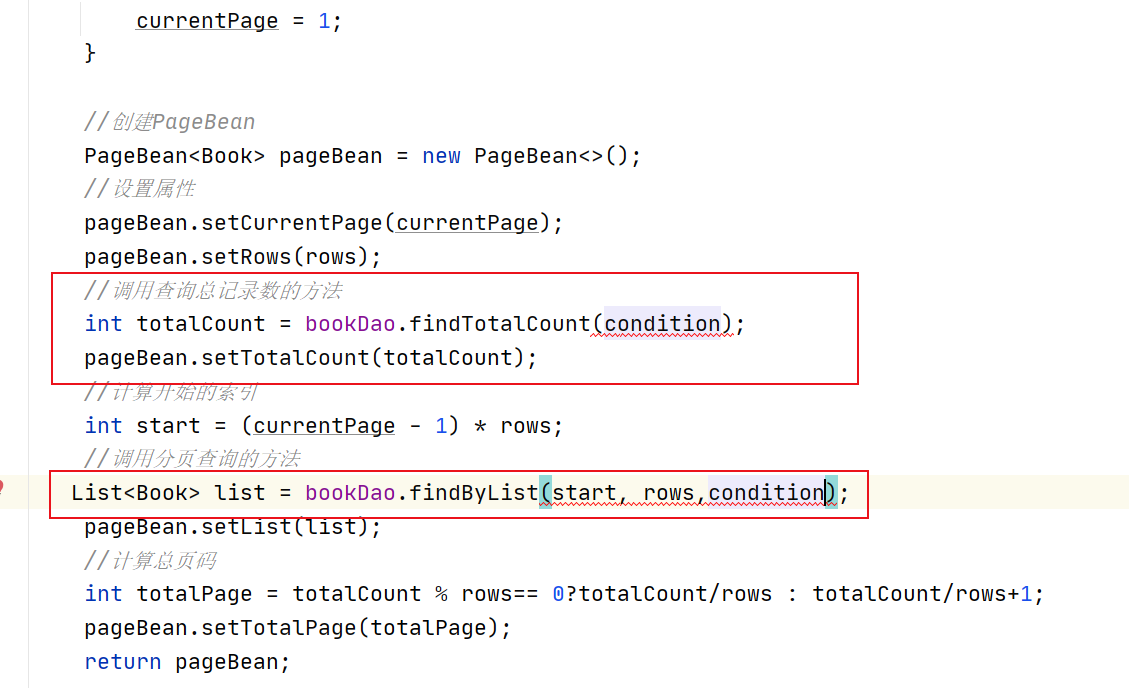 currentPage = 1;
}
//创建PageBean
PageBean<Book> pageBean = new PageBean<>();
//设置属性
pageBean.setCurrentPage(currentPage);
pageBean.setRows(rows);
//调用查询总记录数的方法
int totalCount = bookDao.findTotalCount(condition);
pageBean.setTotalCount(totalCount);
//计算开始的索引
int start = (currentPage - 1) * rows;
//调用分页查询的方法
List<Book> list = bookDao.findByList(start, rows,condition);
pageBean.setList(list);
//计算总页码
int totalPage = totalCount % rows== 0?totalCount/rows : totalCount/rows+1;
pageBean.setTotalPage(totalPage);
return pageBean;